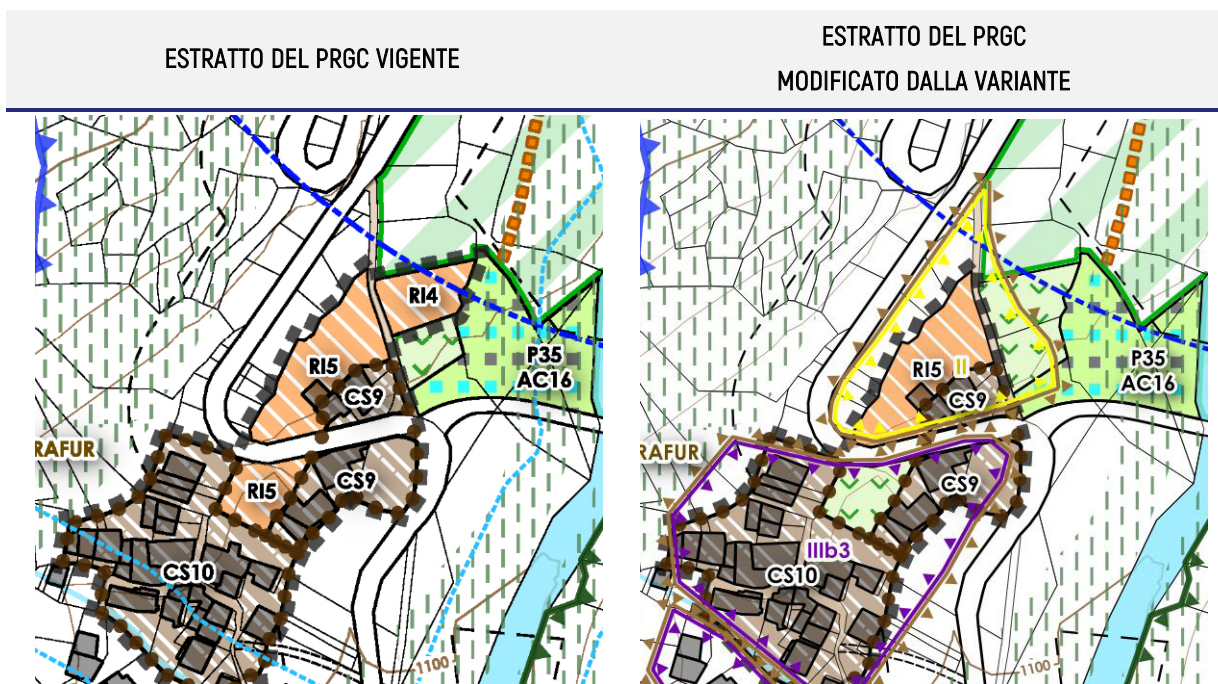 ESTRATTO DEL PRGC VIGENTE
ESTRATTO DEL PRGC
MODIFICATO DALLA VARIANTE
RI4
RI5
P35
AC16
CS9
RAFUR
RI5
CS9
CS10
1100
RI5
II
P35
AC16
CS9
RAFUR
CS9
IIIb3
CS10
1100